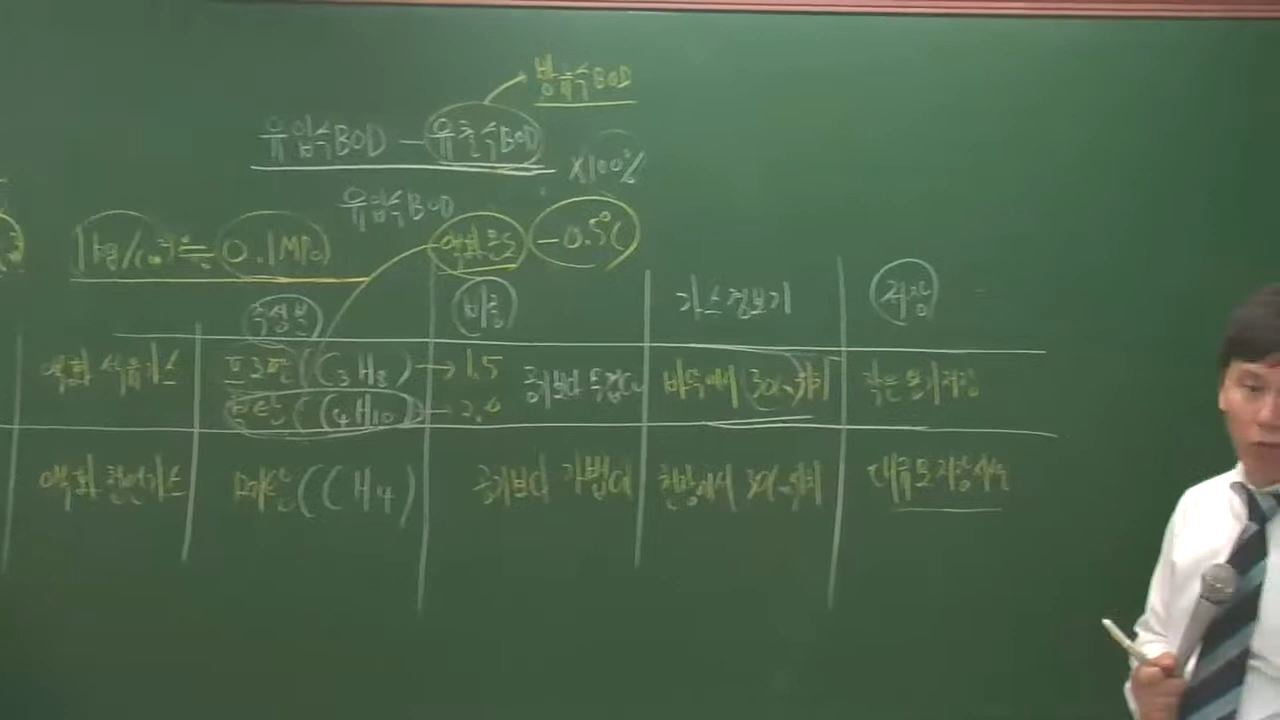 방류수BOD
유입수BOD - 유출수BOD
×100%
유입수BOD
1kg/cm² ≒ 0.1MPa 액화온도 -0.5℃
주성분 비중 가스경보기 저장
액화석유가스 프로판(C3H8) → 1.5 공기보다 무겁다 바닥에서 30cm 이내 작은용기저장
부탄(C4H10) → 2.0
액화천연가스 메탄(CH4) 공기보다 가볍다 천장에서 30cm 이내 대규모저장시설